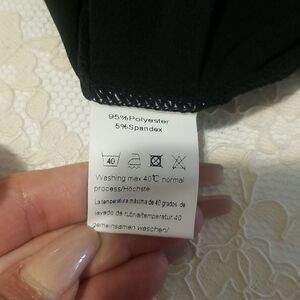 95%Polyester
5%Spandex
40
Washing max 40℃ normal
process/Höchste
La temperatura máxima de 40 grados. de
lavado de rutina/temperatur 40
gemeinsamen waschen/